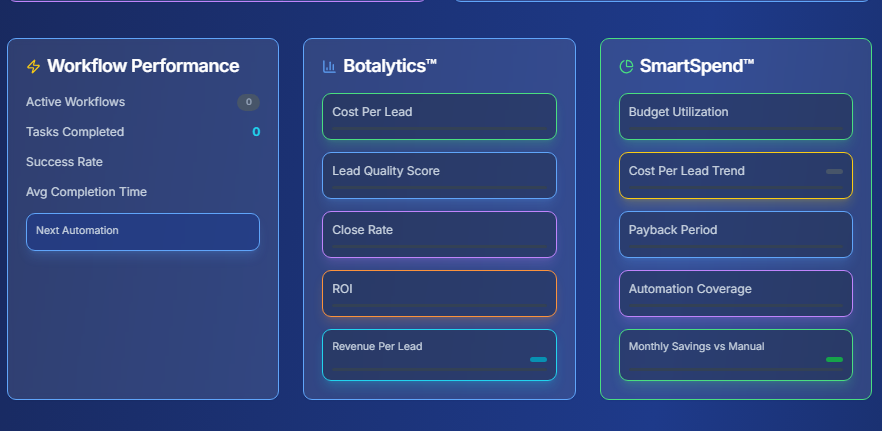 Workflow Performance
Active Workflows 0
Tasks Completed 0
Success Rate
Avg Completion Time
Next Automation
Botalytics™
Cost Per Lead
Lead Quality Score
Close Rate
ROI
Revenue Per Lead
SmartSpend™
Budget Utilization
Cost Per Lead Trend
Payback Period
Automation Coverage
Monthly Savings vs Manual